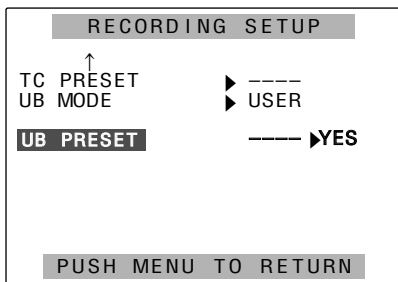 RECORDING SETUP
↑
TC PRESET ▶ ----
UB MODE ▶ USER
UB PRESET ---- ▶YES
PUSH MENU TO RETURN